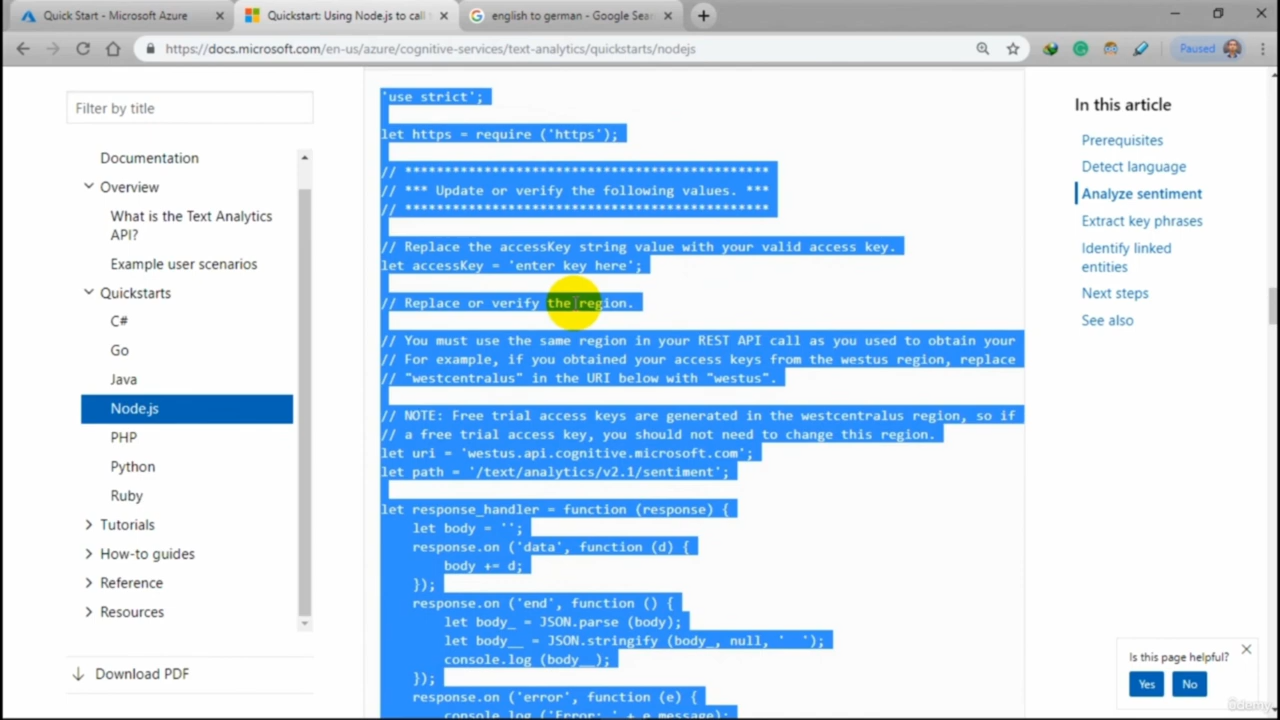 Quick Start - Microsoft Azure
Quickstart: Using Node.js to call t
english to german - Google Sear
https://docs.microsoft.com/en-us/azure/cognitive-services/text-analytics/quickstarts/nodejs
Paused
Filter by title
Documentation
Overview
What is the Text Analytics
API?
Example user scenarios
Quickstarts
C#
Go
Java
Node.js
PHP
Python
Ruby
Tutorials
How-to guides
Reference
Resources
Download PDF
'use strict';
let https = require ('https');
// **********************************************
// *** Update or verify the following values. ***
// **********************************************
// Replace the accessKey string value with your valid access key.
let accessKey = 'enter key here';
// Replace or verify the region.
// You must use the same region in your REST API call as you used to obtain your
// For example, if you obtained your access keys from the westus region, replace
// "westcentralus" in the URI below with "westus".
// NOTE: Free trial access keys are generated in the westcentralus region, so if
// a free trial access key, you should not need to change this region.
let uri = 'westus.api.cognitive.microsoft.com';
let path = '/text/analytics/v2.1/sentiment';
let response_handler = function (response) {
let body = '';
response.on ('data', function (d) {
body += d;
});
response.on ('end', function () {
let body_ = JSON.parse (body);
let body__ = JSON.stringify (body_, null, '  ');
console.log (body__);
});
response.on ('error', function (e) {
console.log ('Error: ' + e.message);
In this article
Prerequisites
Detect language
Analyze sentiment
Extract key phrases
Identify linked
entities
Next steps
See also
Is this page helpful?
Yes
No
Udemy